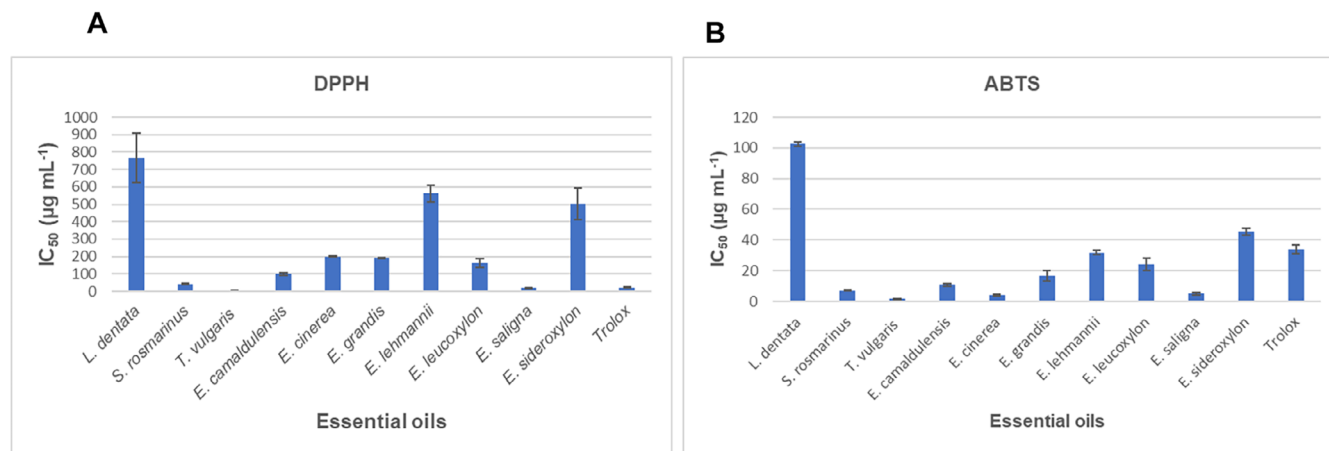 A
DPPH
IC50 (µg mL-1)
1000
900
800
700
600
500
400
300
200
100
0
L. dentata
S. rosmarinus
T. vulgaris
E. camaldulensis
E. cinerea
E. grandis
E. lehmannii
E. leucoxylon
E. saligna
E. sideroxylon
Trolox
Essential oils
B
ABTS
IC50 (µg mL-1)
120
100
80
60
40
20
0
L. dentata
S. rosmarinus
T. vulgaris
E. camaldulensis
E. cinerea
E. grandis
E. lehmannii
E. leucoxylon
E. saligna
E. sideroxylon
Trolox
Essential oils